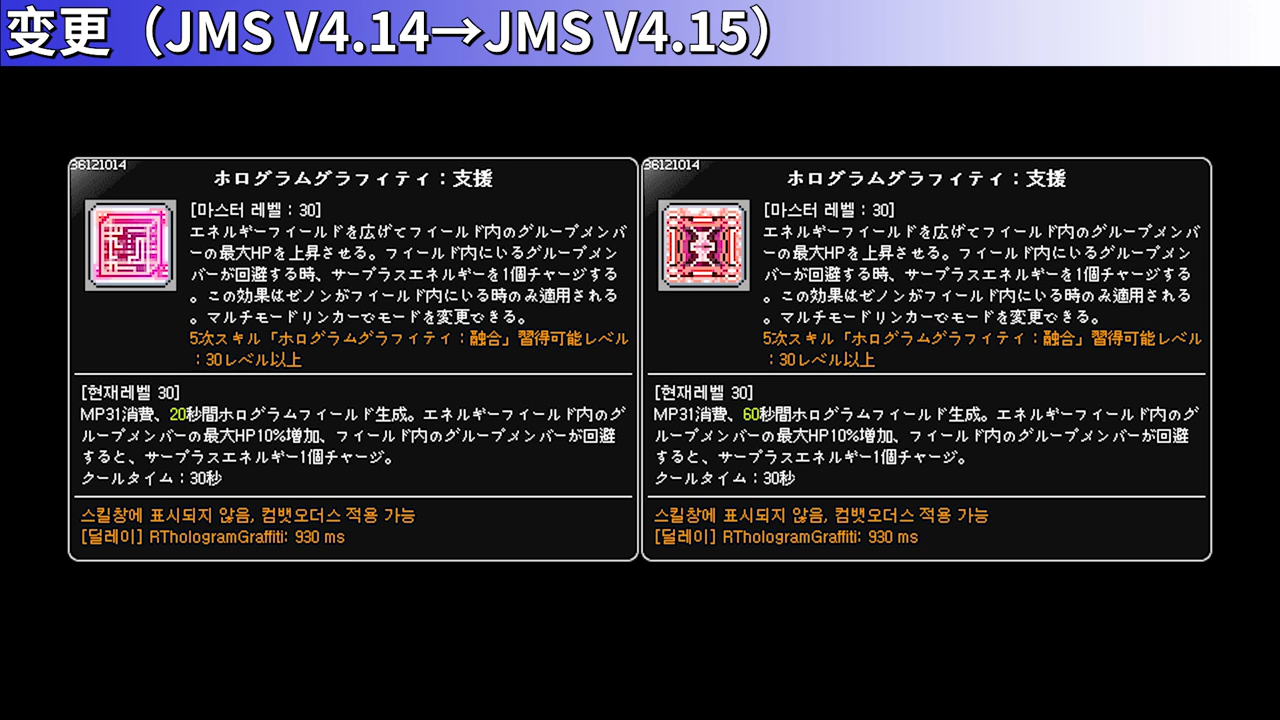 変更（JMS V4.14→JMS V4.15）
36121014
ホログラムグラフィティ：支援
[마스터 레벨 : 30]
エネルギーフィールドを広げてフィールド内のグループメンバ
ーの最大HPを上昇させる。フィールド内にいるグループメン
バーが回避する時、サープラスエネルギーを1個チャージする
。この効果はゼノンがフィールド内にいる時のみ適用される
。マルチモードリンカーでモードを変更できる。
5次スキル「ホログラムグラフィティ：融合」習得可能レベル
：30レベル以上
[현재레벨 30]
MP31消費、20秒間ホログラムフィールド生成。エネルギーフィールド内のグ
ループメンバーの最大HP10%増加、フィールド内のグループメンバーが回避
すると、サープラスエネルギー1個チャージ。
クールタイム：30秒
스킬창에 표시되지 않음, 컴뱃오더스 적용 가능
[딜레이] RThologramGraffiti: 930 ms
36121014
ホログラムグラフィティ：支援
[마스터 레벨 : 30]
エネルギーフィールドを広げてフィールド内のグループメンバ
ーの最大HPを上昇させる。フィールド内にいるグループメン
バーが回避する時、サープラスエネルギーを1個チャージする
。この効果はゼノンがフィールド内にいる時のみ適用される
。マルチモードリンカーでモードを変更できる。
5次スキル「ホログラムグラフィティ：融合」習得可能レベル
：30レベル以上
[현재레벨 30]
MP31消費、60秒間ホログラムフィールド生成。エネルギーフィールド内のグ
ループメンバーの最大HP10%増加、フィールド内のグループメンバーが回避
すると、サープラスエネルギー1個チャージ。
クールタイム：30秒
스킬창에 표시되지 않음, 컴뱃오더스 적용 가능
[딜레이] RThologramGraffiti: 930 ms